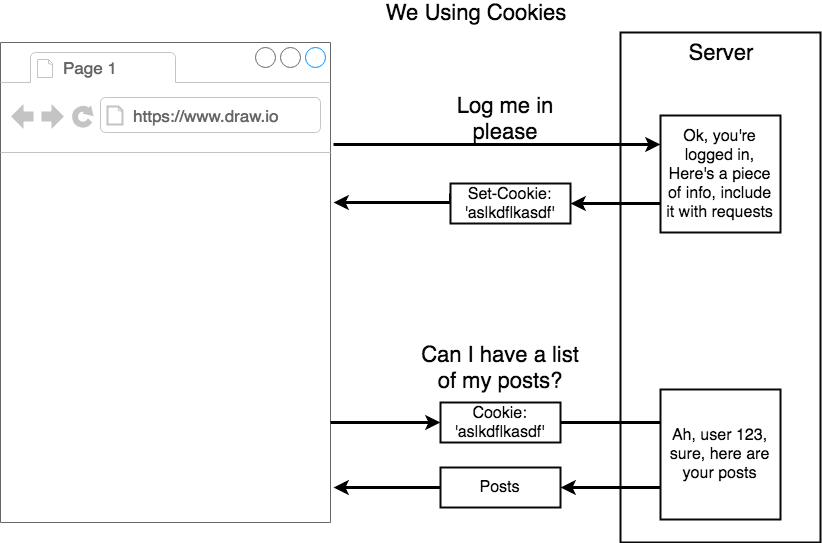 We Using Cookies
Page 1
https://www.draw.io
Server
Log me in
please
Ok, you're
logged in,
Here's a piece
of info, include
it with requests
Set-Cookie:
'aslkdflkasdf'
Can I have a list
of my posts?
Cookie:
'aslkdflkasdf'
Ah, user 123,
sure, here are
your posts
Posts